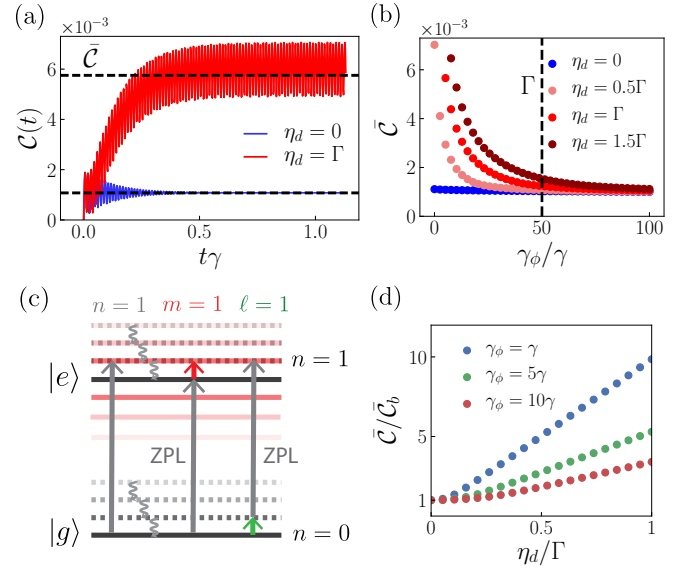 (a)
×10⁻³
𝒞̄
6
4
2
0
𝒞(t)
η_d = 0
η_d = Γ
0.0
0.5
1.0
tγ
(b)
×10⁻³
6
4
2
0
𝒞̄
Γ
η_d = 0
η_d = 0.5Γ
η_d = Γ
η_d = 1.5Γ
0
50
100
γ_ϕ/γ
(c)
n = 1
m = 1
ℓ = 1
n = 1
|e⟩
ZPL
ZPL
|g⟩
n = 0
(d)
10
5
1
𝒞̄/𝒞̄_b
γ_ϕ = γ
γ_ϕ = 5γ
γ_ϕ = 10γ
0
0.5
1
η_d/Γ